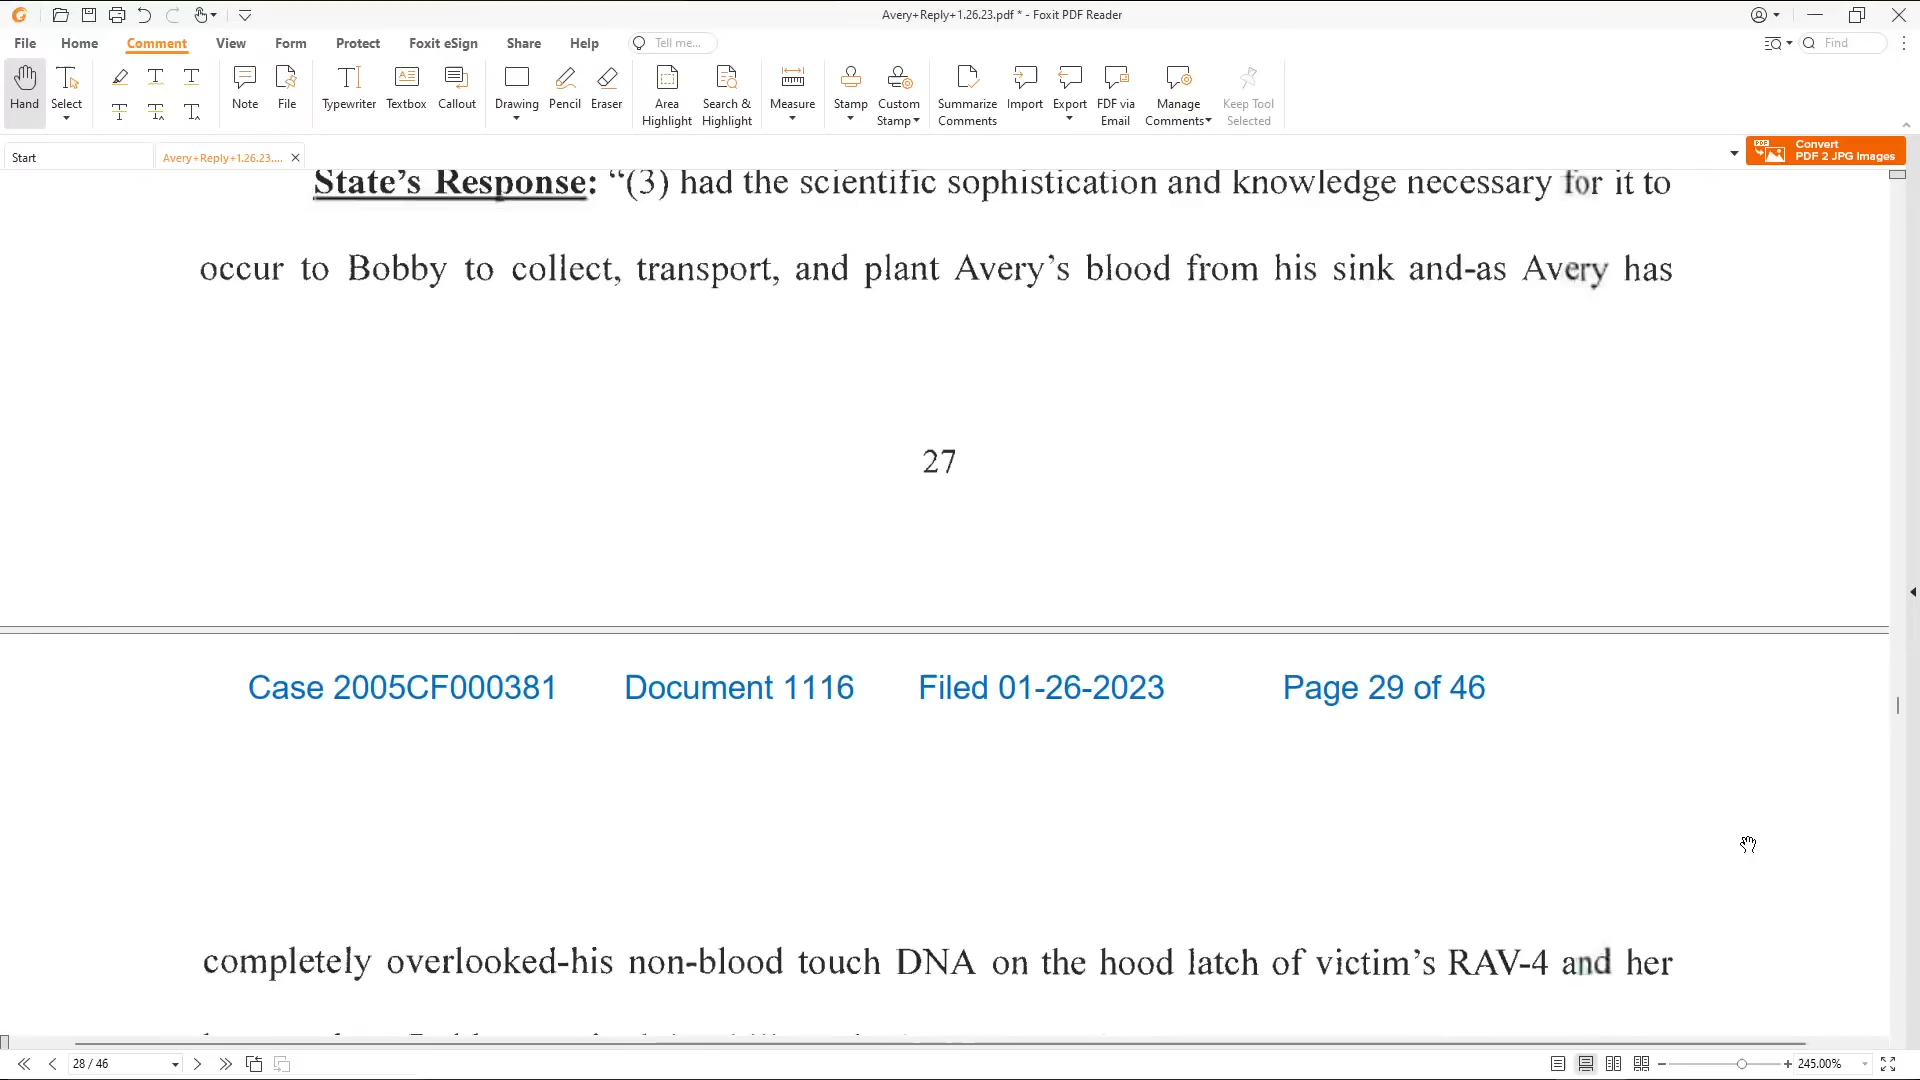 Avery+Reply+1.26.23.pdf * - Foxit PDF Reader
File Home Comment View Form Protect Foxit eSign Share Help Tell me... Find
Hand Select Note File Typewriter Textbox Callout Drawing Pencil Eraser Area Highlight Search & Highlight Measure Stamp Custom Stamp Summarize Comments Import Export FDF via Email Manage Comments Keep Tool Selected
Start Avery+Reply+1.26.23.... Convert PDF 2 JPG Images
State's Response: “(3) had the scientific sophistication and knowledge necessary for it to
occur to Bobby to collect, transport, and plant Avery's blood from his sink and-as Avery has
27
Case 2005CF000381 Document 1116 Filed 01-26-2023 Page 29 of 46
completely overlooked-his non-blood touch DNA on the hood latch of victim's RAV-4 and her
28 / 46 245.00%